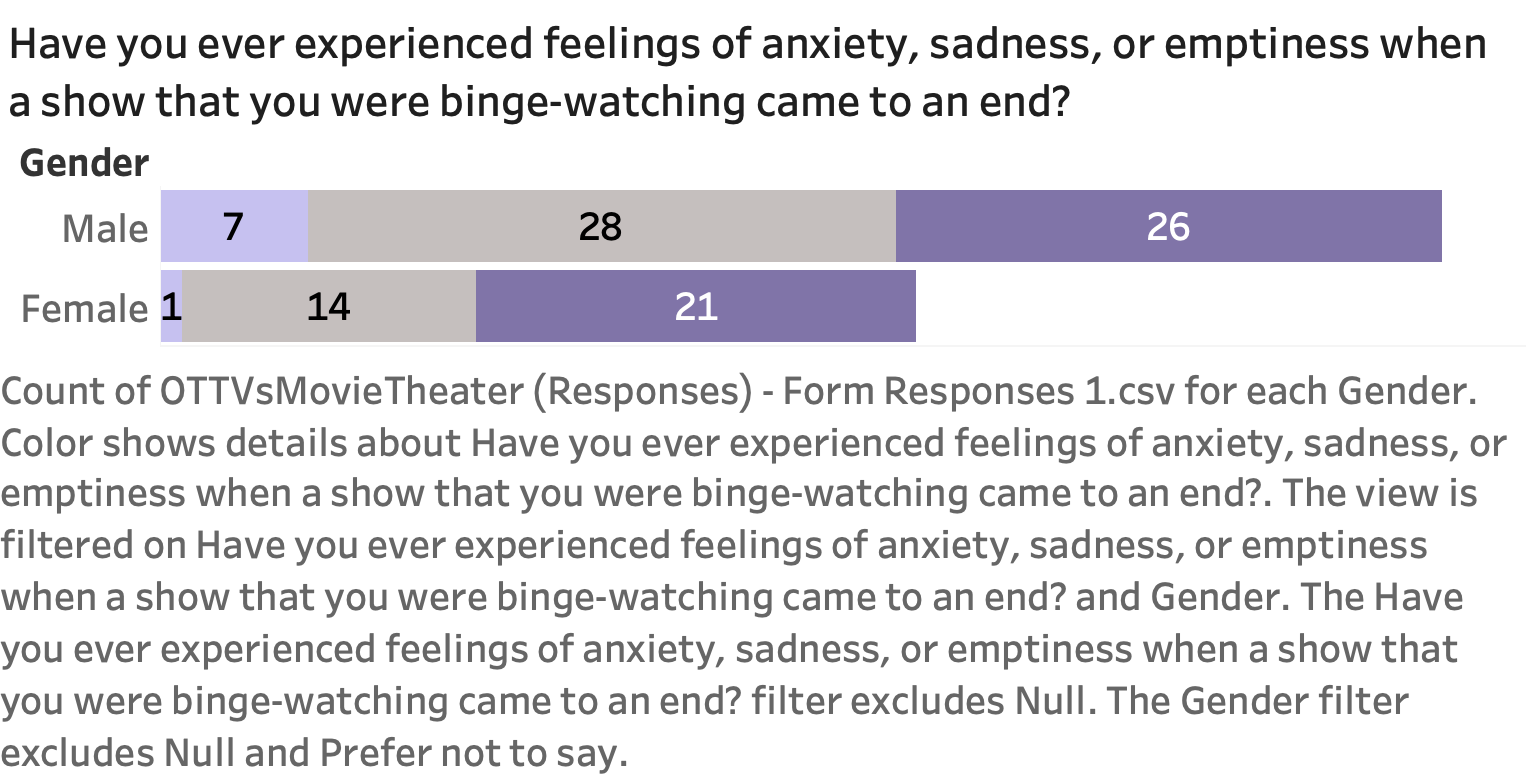 Have you ever experienced feelings of anxiety, sadness, or emptiness when
a show that you were binge-watching came to an end?
Gender
Male 7 28 26
Female 1 14 21
Count of OTTVsMovieTheater (Responses) - Form Responses 1.csv for each Gender.
Color shows details about Have you ever experienced feelings of anxiety, sadness, or
emptiness when a show that you were binge-watching came to an end?. The view is
filtered on Have you ever experienced feelings of anxiety, sadness, or emptiness
when a show that you were binge-watching came to an end? and Gender. The Have
you ever experienced feelings of anxiety, sadness, or emptiness when a show that
you were binge-watching came to an end? filter excludes Null. The Gender filter
excludes Null and Prefer not to say.